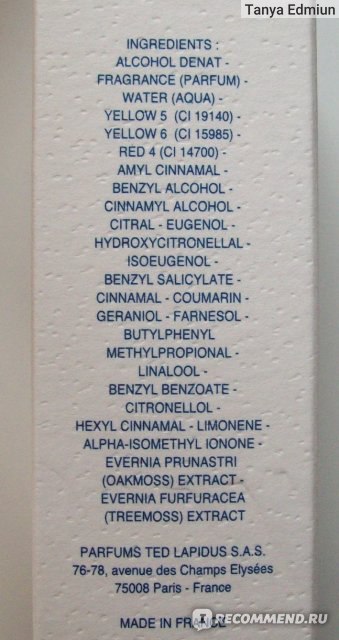 Tanya Edmiun
INGREDIENTS :
ALCOHOL DENAT -
FRAGRANCE (PARFUM) -
WATER (AQUA) -
YELLOW 5 (CI 19140) -
YELLOW 6 (CI 15985) -
RED 4 (CI 14700) -
AMYL CINNAMAL -
BENZYL ALCOHOL -
CINNAMYL ALCOHOL -
CITRAL - EUGENOL -
HYDROXYCITRONELLAL -
ISOEUGENOL -
BENZYL SALICYLATE -
CINNAMAL - COUMARIN -
GERANIOL - FARNESOL -
BUTYLPHENYL
METHYLPROPIONAL -
LINALOOL -
BENZYL BENZOATE -
CITRONELLOL -
HEXYL CINNAMAL - LIMONENE -
ALPHA-ISOMETHYL IONONE -
EVERNIA PRUNASTRI
(OAKMOSS) EXTRACT -
EVERNIA FURFURACEA
(TREEMOSS) EXTRACT
PARFUMS TED LAPIDUS S.A.S.
76-78, avenue des Champs Elysées
75008 Paris - France
MADE IN FRANCE
RECOMMEND.RU